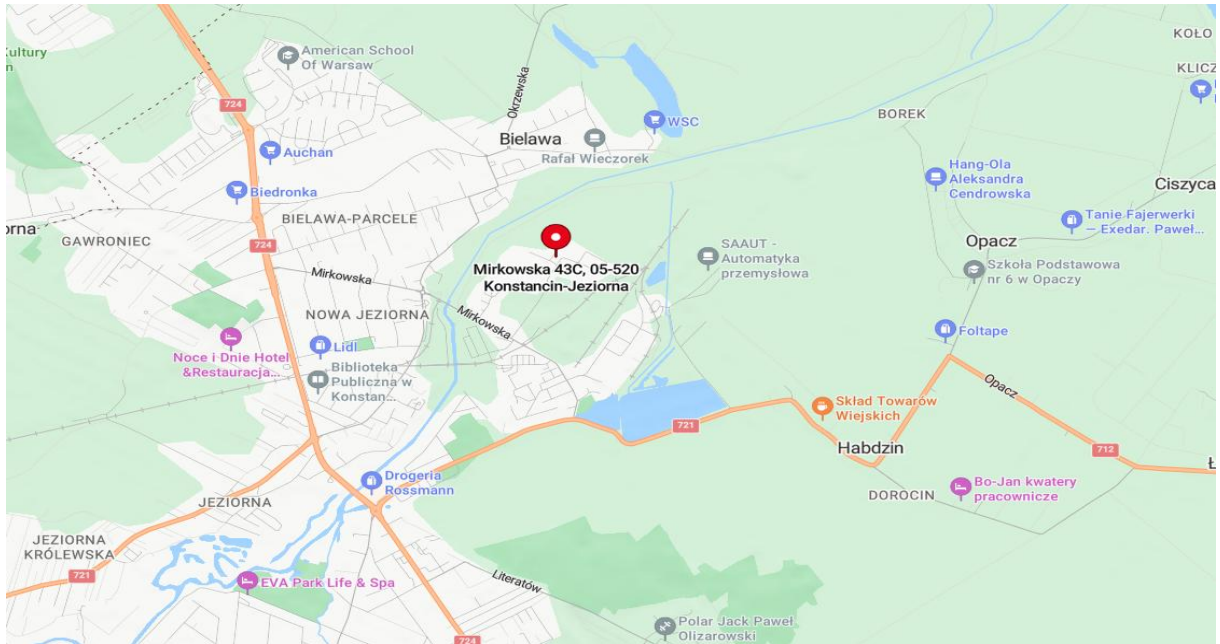 Kultury
n
American School
Of Warsaw
KOŁO
KLICZ
724
Okrzewska
WSC
BOREK
Bielawa
Rafał Wieczorek
Auchan
Biedronka
Hang-Ola
Aleksandra
Cendrowska
Ciszyca
orna
GAWRONIEC
BIELAWA-PARCELE
724
Tanie Fajerwerki
– Exedar. Paweł...
Opacz
SAAUT -
Automatyka
przemysłowa
Szkoła Podstawowa
nr 6 w Opaczy
Mirkowska 43C, 05-520
Konstancin-Jeziorna
Mirkowska
Mirkowska
NOWA JEZIORNA
Foltape
Lidl
Noce i Dnie Hotel
&Restauracja...
Biblioteka
Publiczna w
Konstan...
Opacz
Skład Towarów
Wiejskich
721
Habdzin
712
Ł
Drogeria
Rossmann
Bo-Jan kwatery
pracownicze
DOROCIN
JEZIORNA
JEZIORNA
KRÓLEWSKA
721
EVA Park Life & Spa
Literatów
Polar Jack Paweł
Olizarowski
724